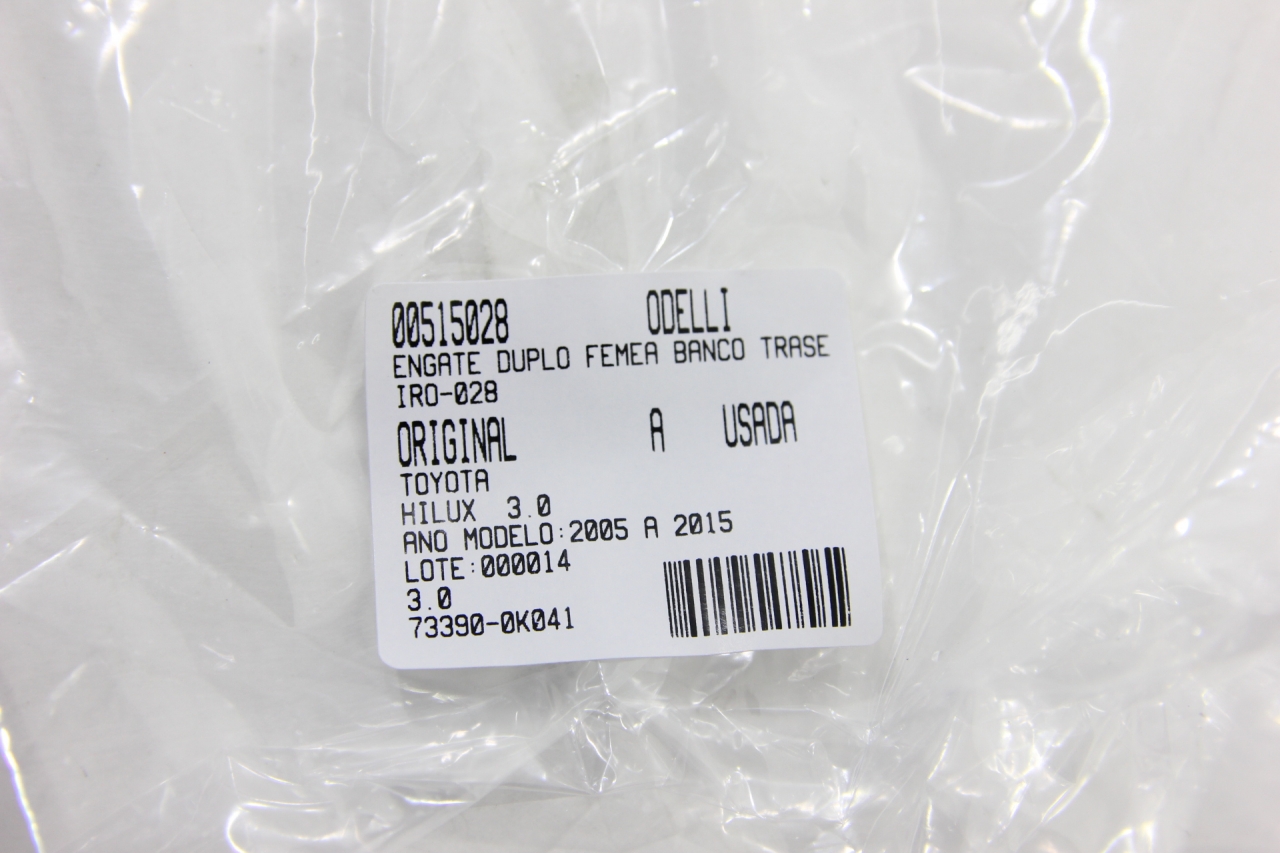 00515028 ODELLI
ENGATE DUPLO FEMEA BANCO TRASE
IRO-028
ORIGINAL A USADA
TOYOTA
HILUX 3.0
ANO MODELO:2005 A 2015
LOTE:000014
3.0
73390-0K041